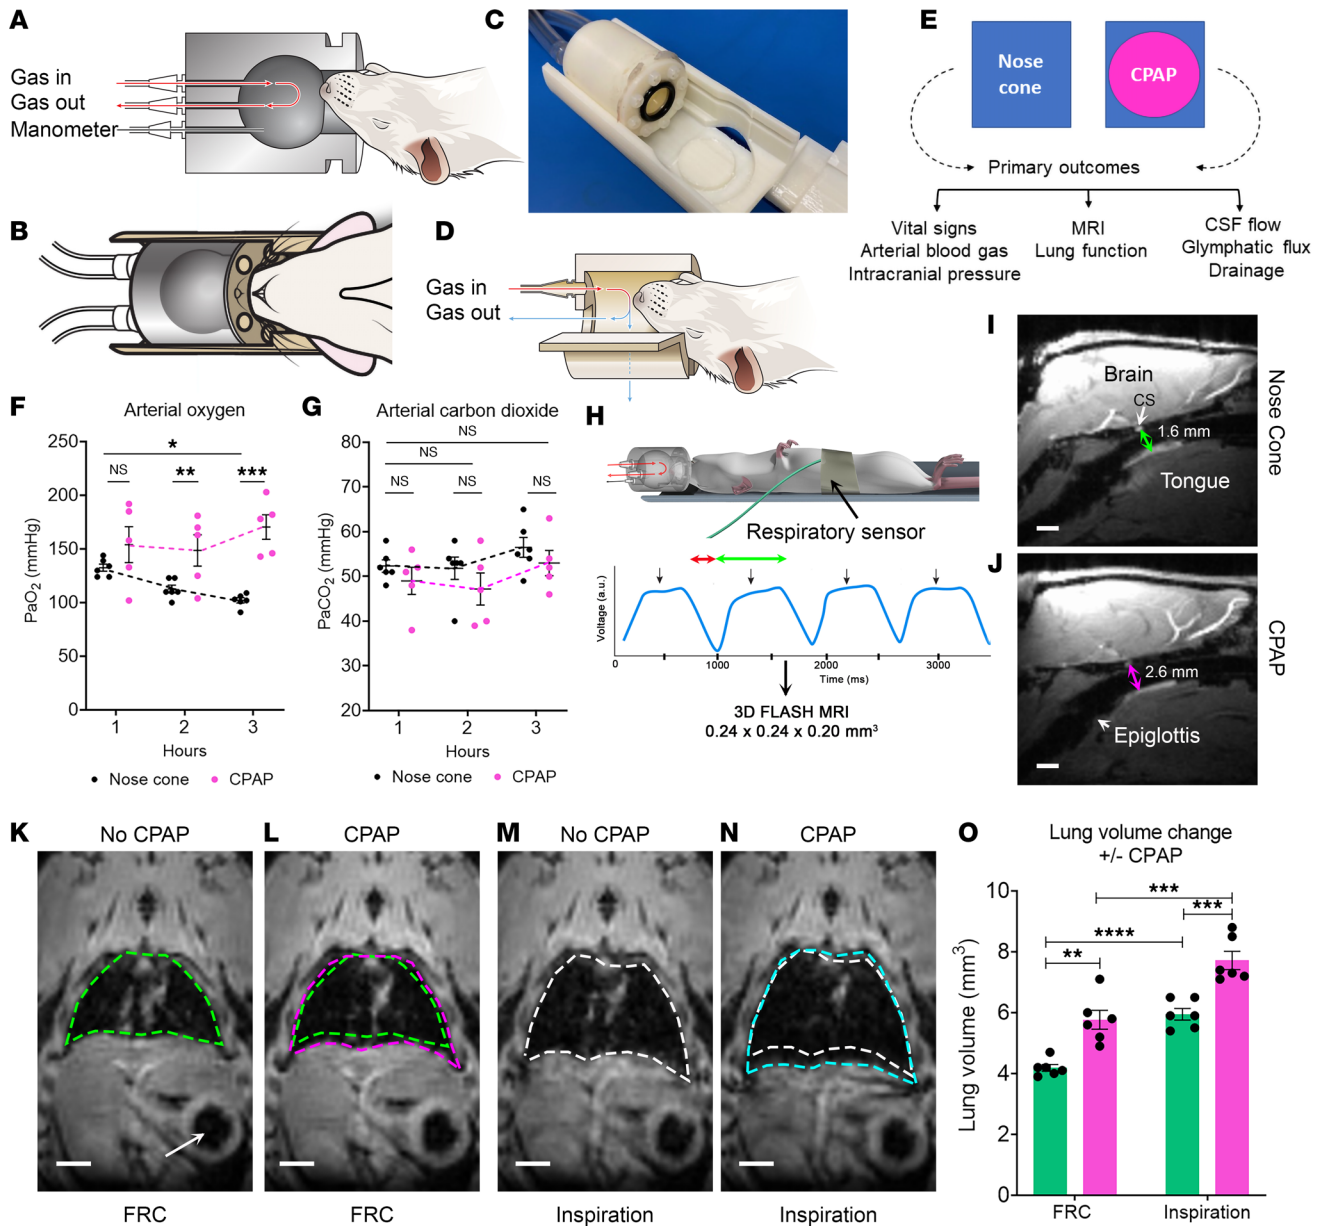 A
Gas in
Gas out
Manometer
B
C
D
Gas in
Gas out
E
Nose
cone
CPAP
Primary outcomes
Vital signs
Arterial blood gas
Intracranial pressure
MRI
Lung function
CSF flow
Glymphatic flux
Drainage
F
Arterial oxygen
PaO2 (mmHg)
250
200
150
100
50
0
*
NS
**
***
1
2
3
Hours
Nose cone
CPAP
G
Arterial carbon dioxide
PaCO2 (mmHg)
80
70
60
50
40
30
20
NS
NS
NS
NS
NS
1
2
3
Hours
Nose cone
CPAP
H
Respiratory sensor
Voltage (a.u.)
0
1000
2000
3000
Time (ms)
3D FLASH MRI
0.24 x 0.24 x 0.20 mm³
I
Brain
CS
1.6 mm
Tongue
Nose Cone
J
2.6 mm
Epiglottis
CPAP
K
No CPAP
FRC
L
CPAP
FRC
M
No CPAP
Inspiration
N
CPAP
Inspiration
O
Lung volume change
+/- CPAP
Lung volume (mm³)
10
8
6
4
2
0
***
***
****
**
FRC
Inspiration